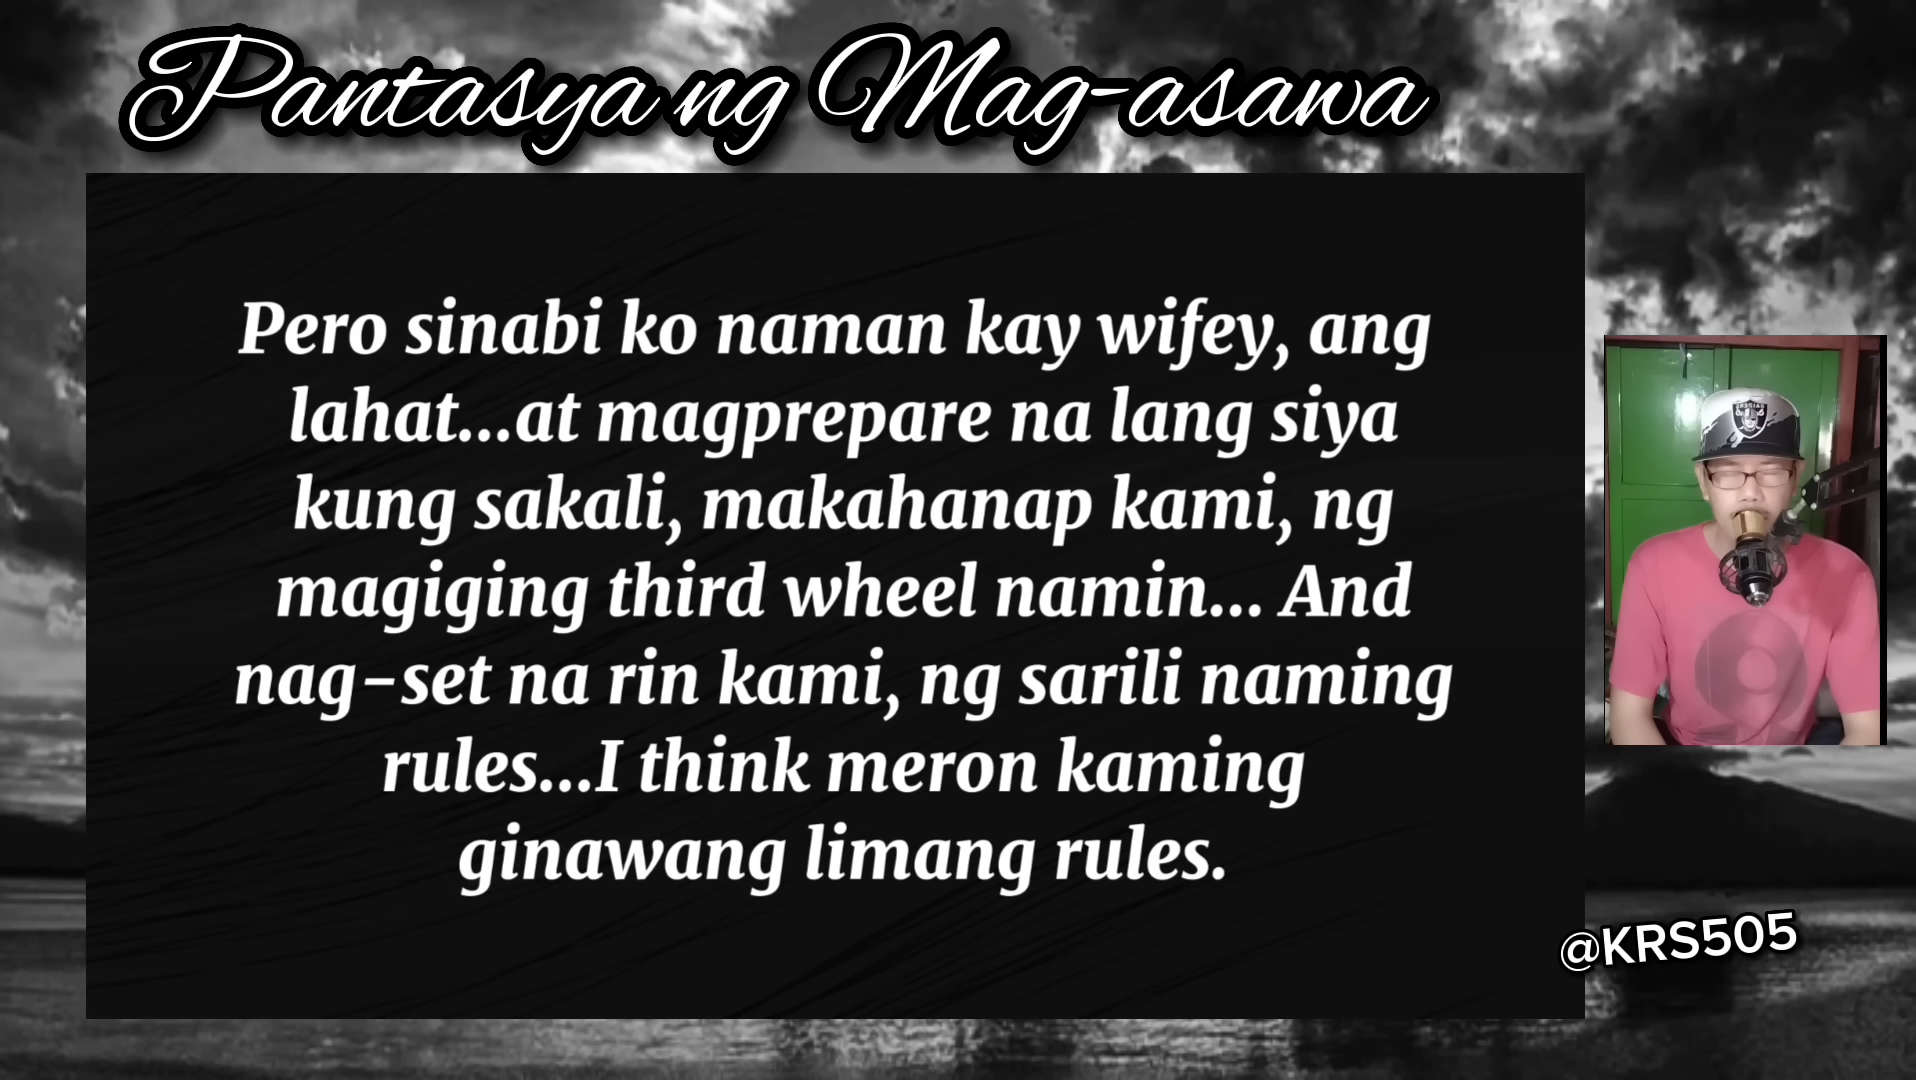 Pantasya ng Mag-asawa
Pero sinabi ko naman kay wifey, ang
lahat...at magprepare na lang siya
kung sakali, makahanap kami, ng
magiging third wheel namin... And
nag-set na rin kami, ng sarili naming
rules...I think meron kaming
ginawang limang rules.
@KRS505